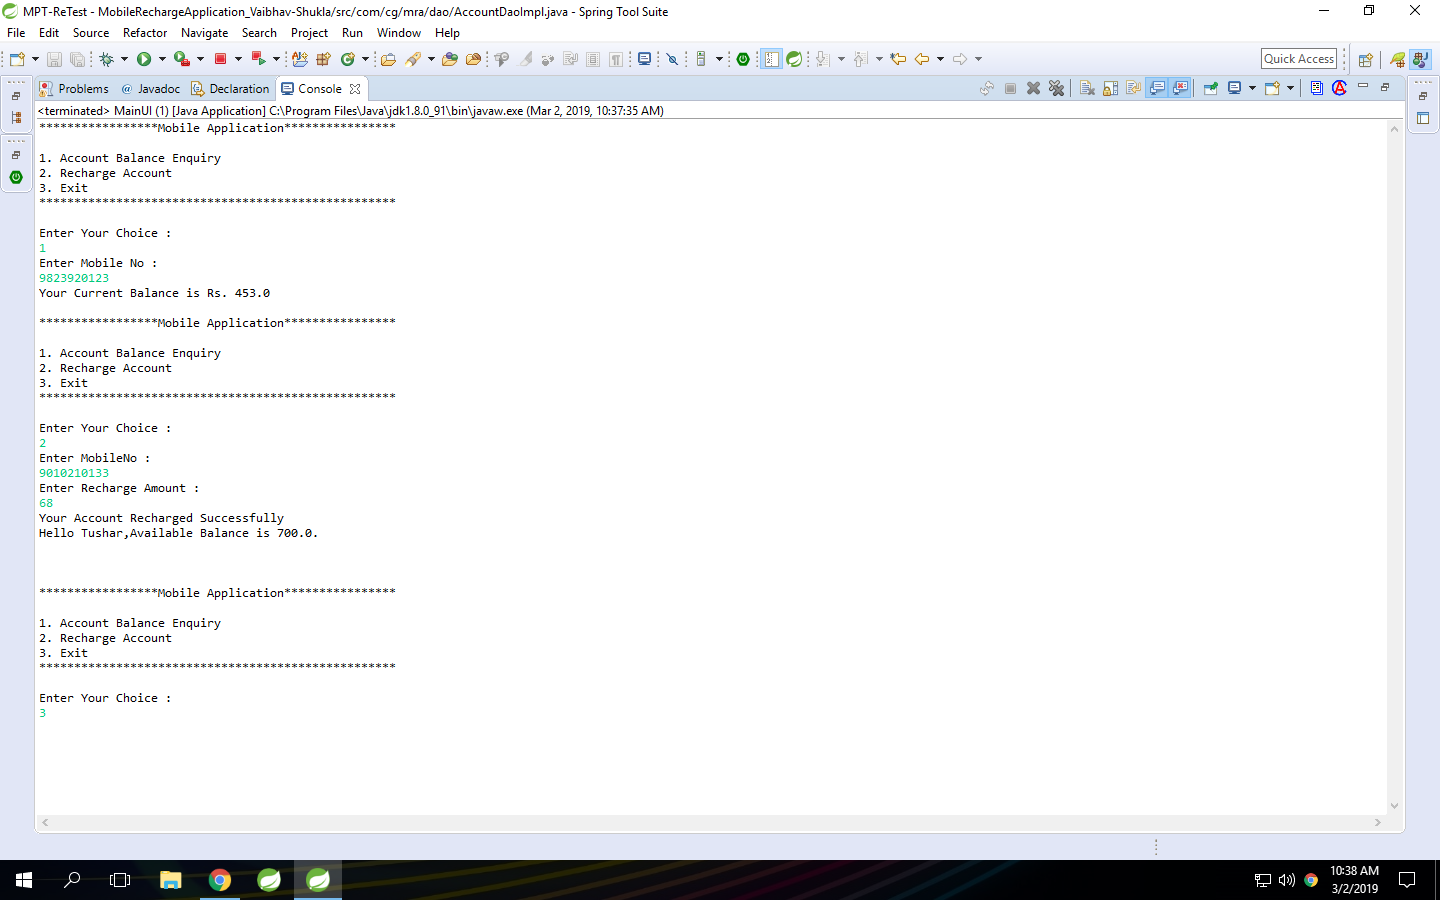 MPT-ReTest - MobileRechargeApplication_Vaibhav-Shukla/src/com/cg/mra/dao/AccountDaoImpl.java - Spring Tool Suite
File Edit Source Refactor Navigate Search Project Run Window Help
Quick Access
Problems @ Javadoc Declaration Console
<terminated> MainUI (1) [Java Application] C:\Program Files\Java\jdk1.8.0_91\bin\javaw.exe (Mar 2, 2019, 10:37:35 AM)
*****************Mobile Application****************
1. Account Balance Enquiry
2. Recharge Account
3. Exit
***************************************************
Enter Your Choice :
1
Enter Mobile No :
9823920123
Your Current Balance is Rs. 453.0
*****************Mobile Application****************
1. Account Balance Enquiry
2. Recharge Account
3. Exit
***************************************************
Enter Your Choice :
2
Enter MobileNo :
9010210133
Enter Recharge Amount :
68
Your Account Recharged Successfully
Hello Tushar,Available Balance is 700.0.
*****************Mobile Application****************
1. Account Balance Enquiry
2. Recharge Account
3. Exit
***************************************************
Enter Your Choice :
3
10:38 AM
3/2/2019